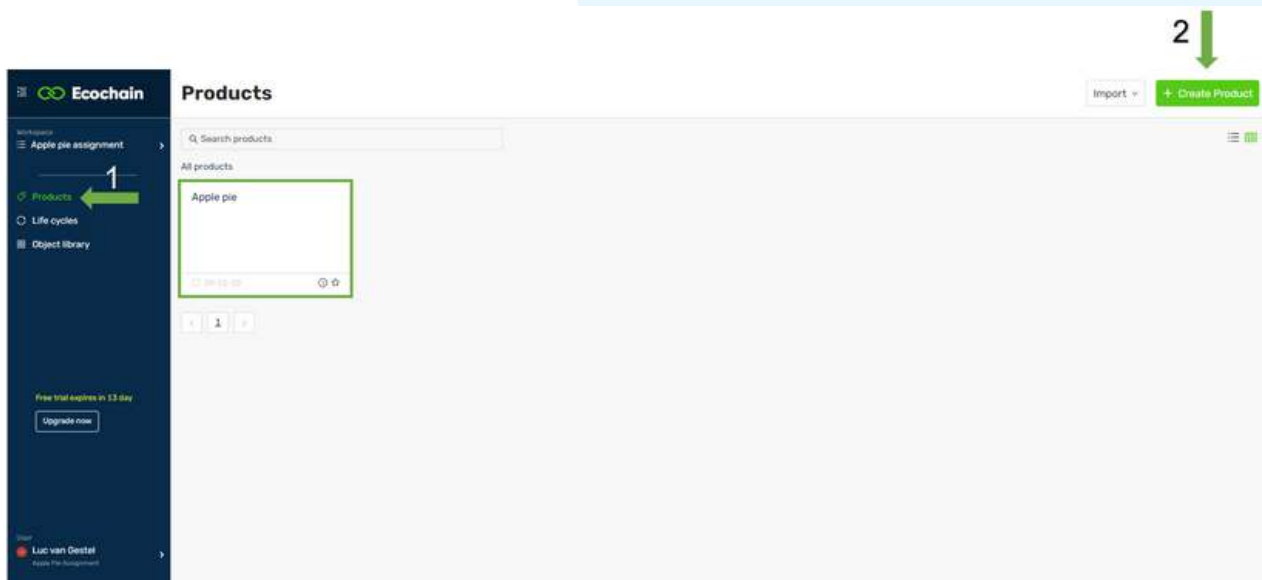 2
Ecochain
Products
Import
+ Create Product
Workspace
Apple pie assignment
Search products
All products
1
Products
Apple pie
Life cycles
Object library
1
Free trial expires in 13 day
Upgrade now
User
Luc van Gestel
Apple Pie Assignment